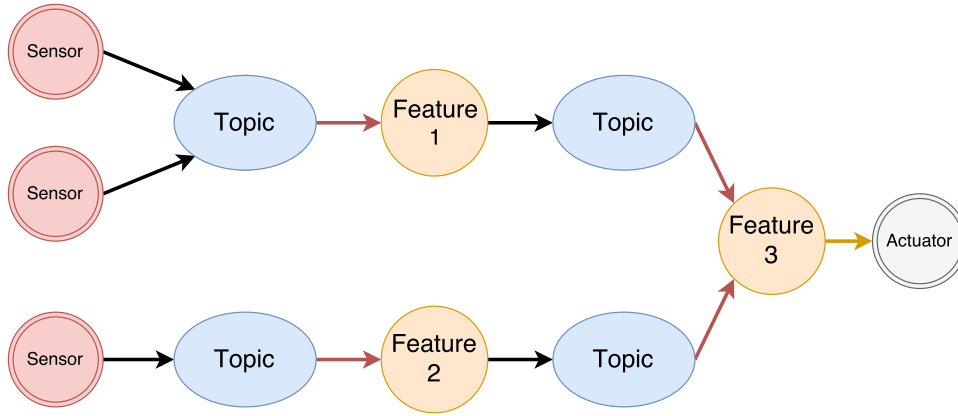 Sensor
Topic
Feature
1
Topic
Sensor
Feature
3
Actuator
Sensor
Topic
Feature
2
Topic